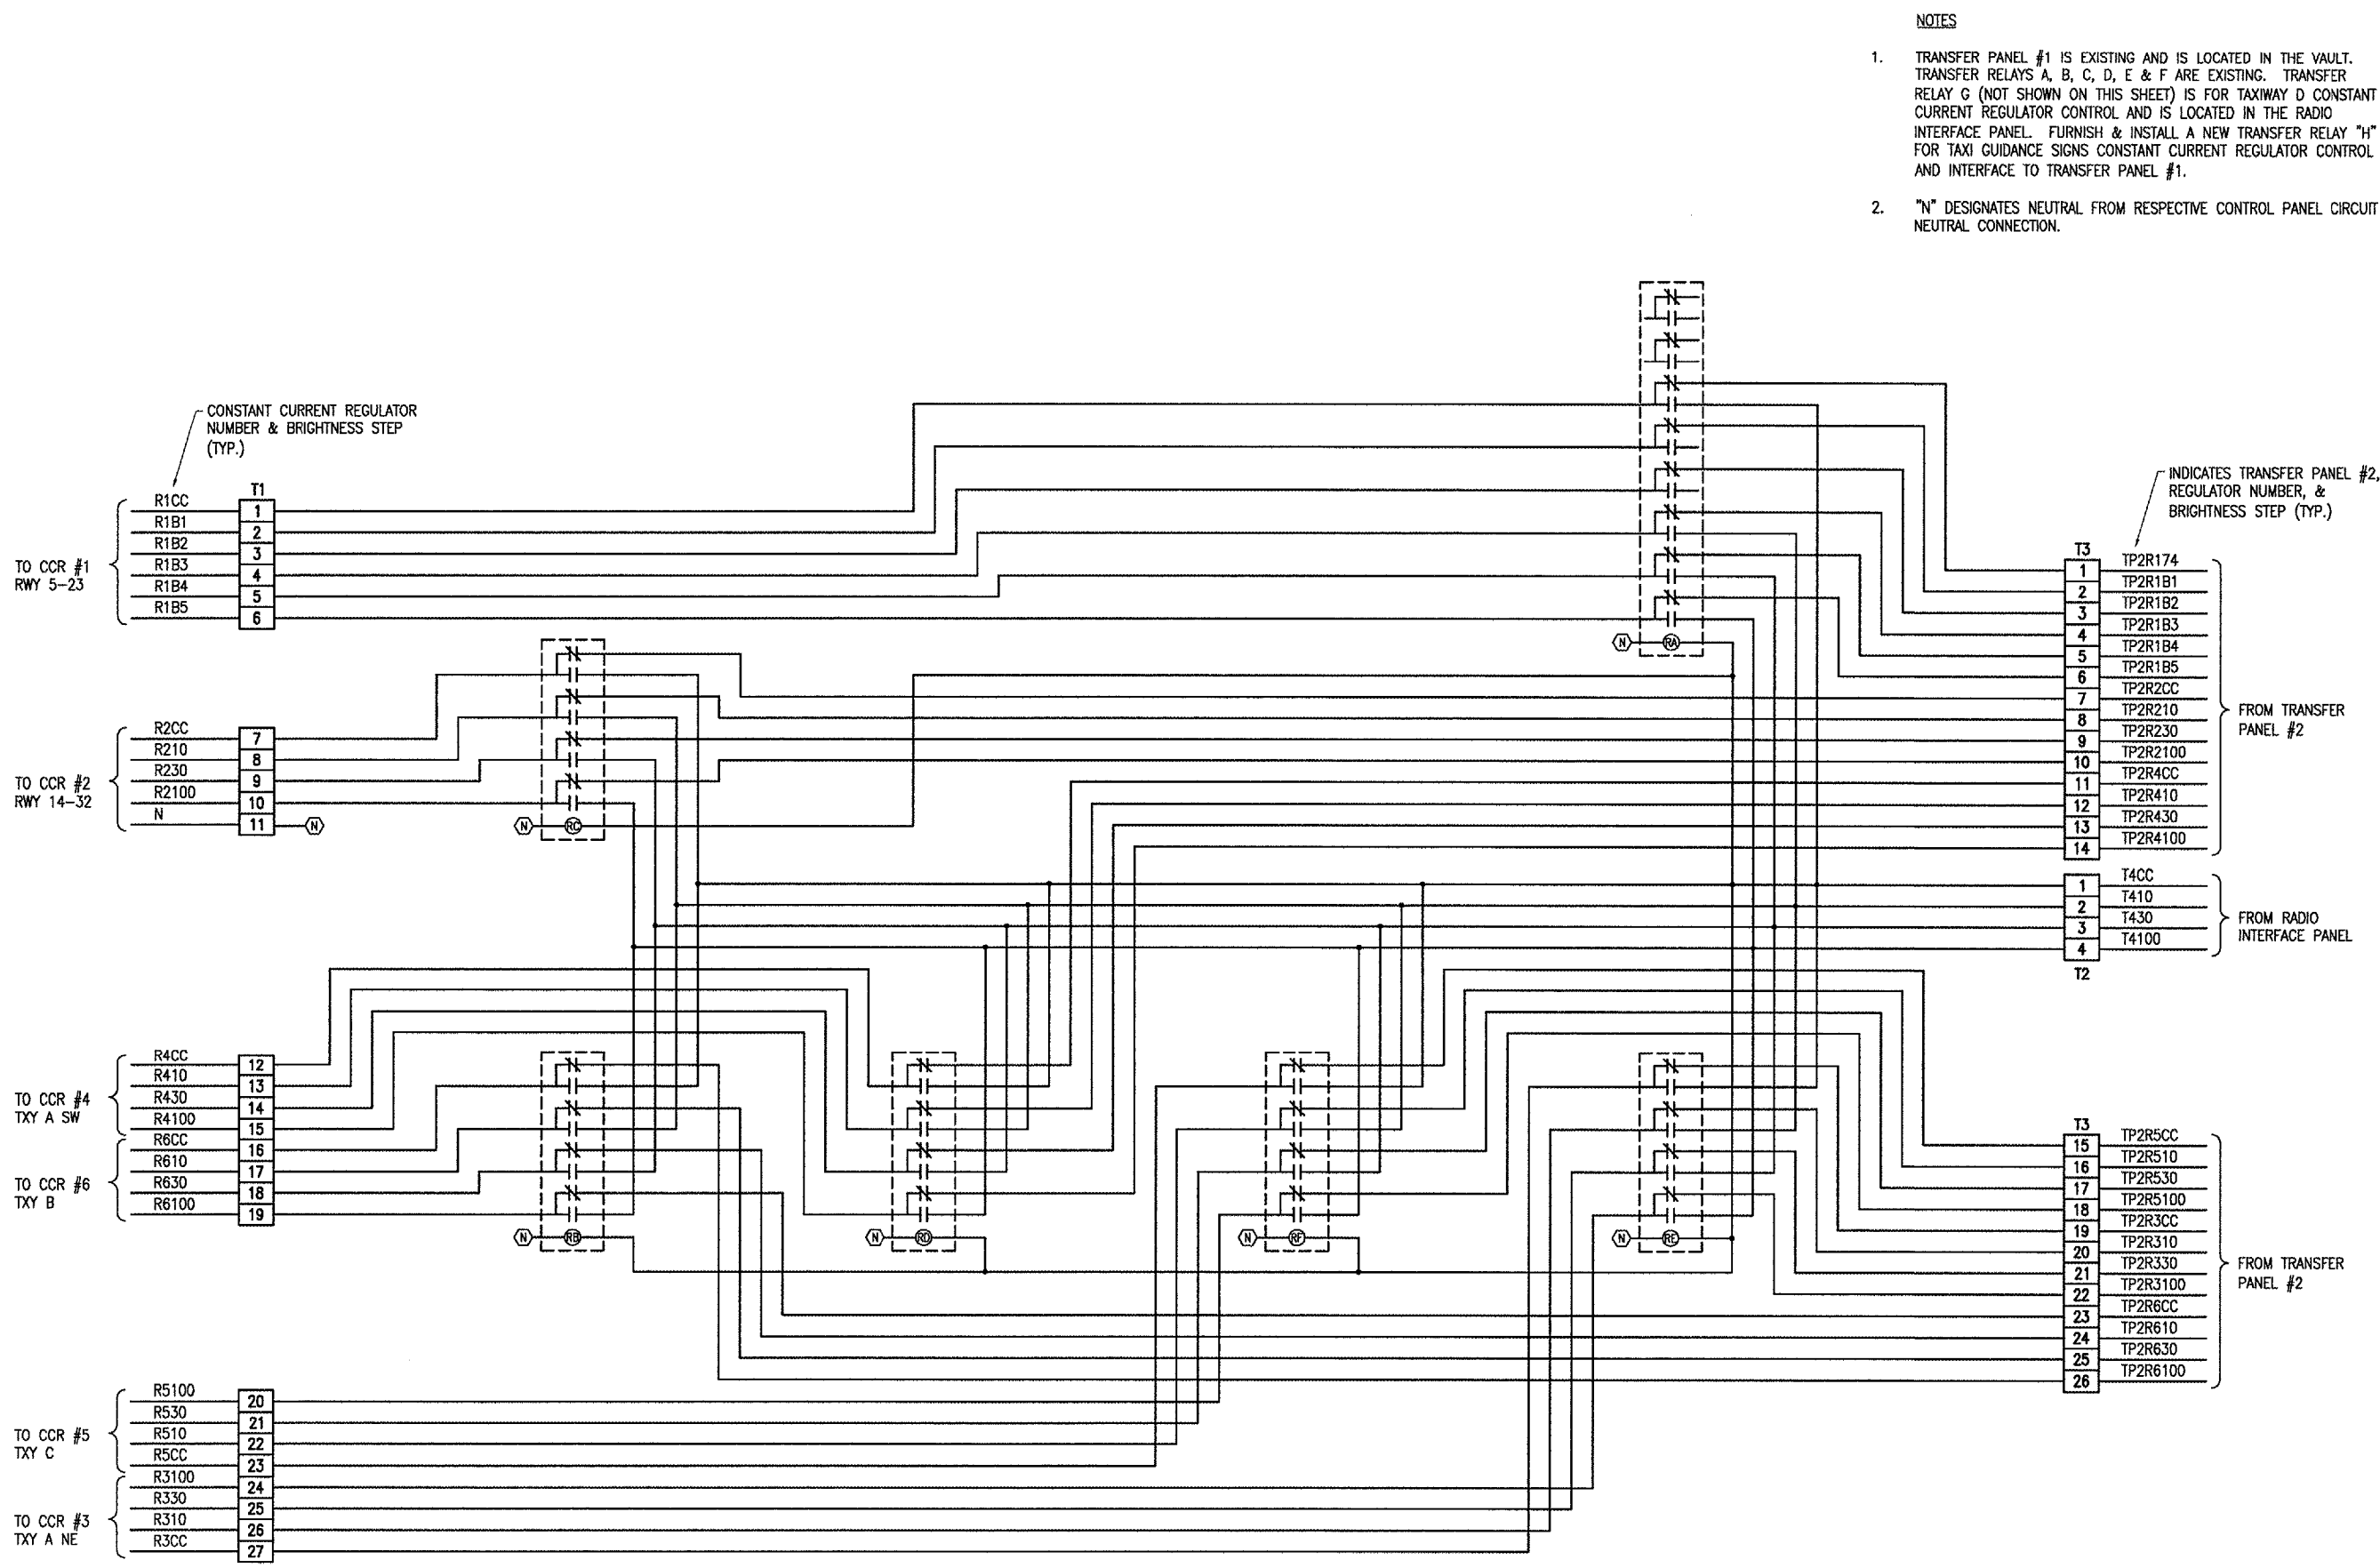 NOTES
1. TRANSFER PANEL #1 IS EXISTING AND IS LOCATED IN THE VAULT.
TRANSFER RELAYS A, B, C, D, E & F ARE EXISTING. TRANSFER
RELAY G (NOT SHOWN ON THIS SHEET) IS FOR TAXIWAY D CONSTANT
CURRENT REGULATOR CONTROL AND IS LOCATED IN THE RADIO
INTERFACE PANEL. FURNISH & INSTALL A NEW TRANSFER RELAY "H"
FOR TAXI GUIDANCE SIGNS CONSTANT CURRENT REGULATOR CONTROL
AND INTERFACE TO TRANSFER PANEL #1.
2. "N" DESIGNATES NEUTRAL FROM RESPECTIVE CONTROL PANEL CIRCUIT
NEUTRAL CONNECTION.
CONSTANT CURRENT REGULATOR
NUMBER & BRIGHTNESS STEP
(TYP.)
T1
R1CC 1
R1B1 2
R1B2 3
R1B3 4
R1B4 5
R1B5 6
TO CCR #1
RWY 5-23
R2CC 7
R210 8
R230 9
R2100 10
N 11 N
TO CCR #2
RWY 14-32
R4CC 12
R410 13
R430 14
R4100 15
TO CCR #4
TXY A SW
R6CC 16
R610 17
R630 18
R6100 19
TO CCR #6
TXY B
R5100 20
R530 21
R510 22
R5CC 23
TO CCR #5
TXY C
R3100 24
R330 25
R310 26
R3CC 27
TO CCR #3
TXY A NE
N RA
N RC
N RB
N RD
N RF
N RE
INDICATES TRANSFER PANEL #2,
REGULATOR NUMBER, &
BRIGHTNESS STEP (TYP.)
T3
1 TP2R174
2 TP2R1B1
3 TP2R1B2
4 TP2R1B3
5 TP2R1B4
6 TP2R1B5
7 TP2R2CC
8 TP2R210
9 TP2R230
10 TP2R2100
11 TP2R4CC
12 TP2R410
13 TP2R430
14 TP2R4100
FROM TRANSFER
PANEL #2
1 T4CC
2 T410
3 T430
4 T4100
T2
FROM RADIO
INTERFACE PANEL
T3
15 TP2R5CC
16 TP2R510
17 TP2R530
18 TP2R5100
19 TP2R3CC
20 TP2R310
21 TP2R330
22 TP2R3100
23 TP2R6CC
24 TP2R610
25 TP2R630
26 TP2R6100
FROM TRANSFER
PANEL #2